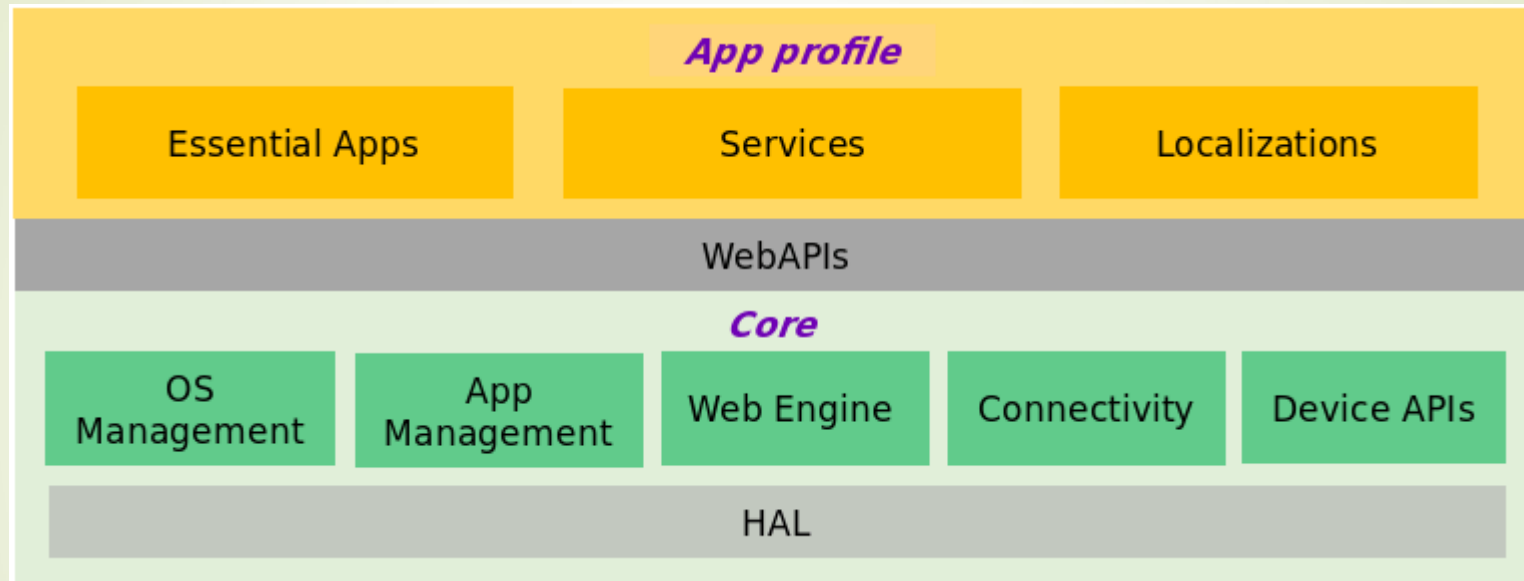 App profile
Essential Apps
Services
Localizations
WebAPIs
Core
OS
Management
App
Management
Web Engine
Connectivity
Device APIs
HAL